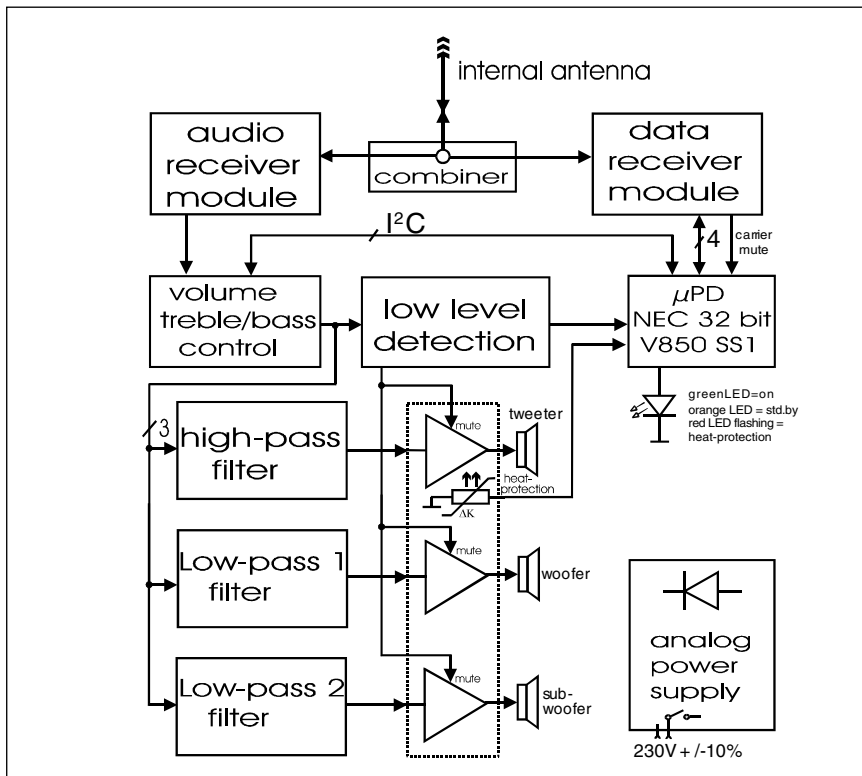 internal antenna
audio
receiver
module
combiner
data
receiver
module
I²C
4
carrier
mute
volume
treble/bass
control
low level
detection
µPD
NEC 32 bit
V850 SS1
greenLED=on
orange LED = std.by
red LED flashing =
heat-protection
3
high-pass
filter
mute
tweeter
heat-
protection
ΔK
Low-pass 1
filter
mute
woofer
Low-pass 2
filter
mute
sub-
woofer
analog
power
supply
230V + /-10%